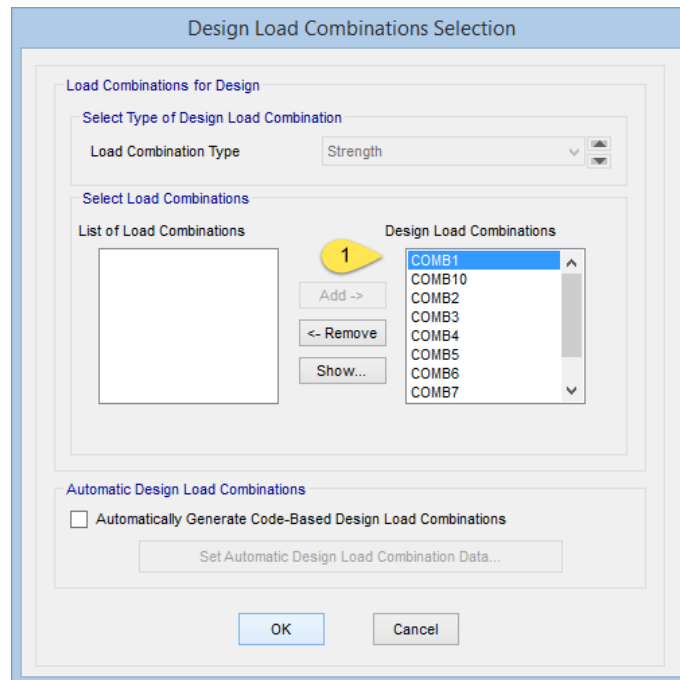 Design Load Combinations Selection
Load Combinations for Design
Select Type of Design Load Combination
Load Combination Type
Strength
Select Load Combinations
List of Load Combinations
Design Load Combinations
1
COMB1
COMB10
COMB2
COMB3
COMB4
COMB5
COMB6
COMB7
Add ->
<- Remove
Show...
Automatic Design Load Combinations
Automatically Generate Code-Based Design Load Combinations
Set Automatic Design Load Combination Data...
OK
Cancel